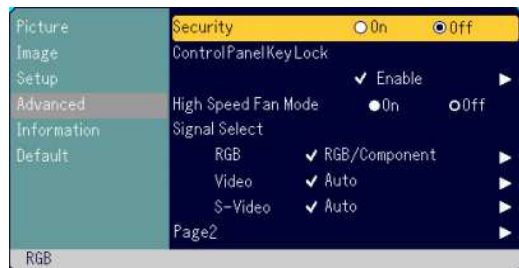 Picture
Image
Setup
Advanced
Information
Default
Security On Off
ControlPanelKeyLock
Enable
High Speed Fan Mode On Off
Signal Select
RGB RGB/Component
Video Auto
S-Video Auto
Page2
RGB